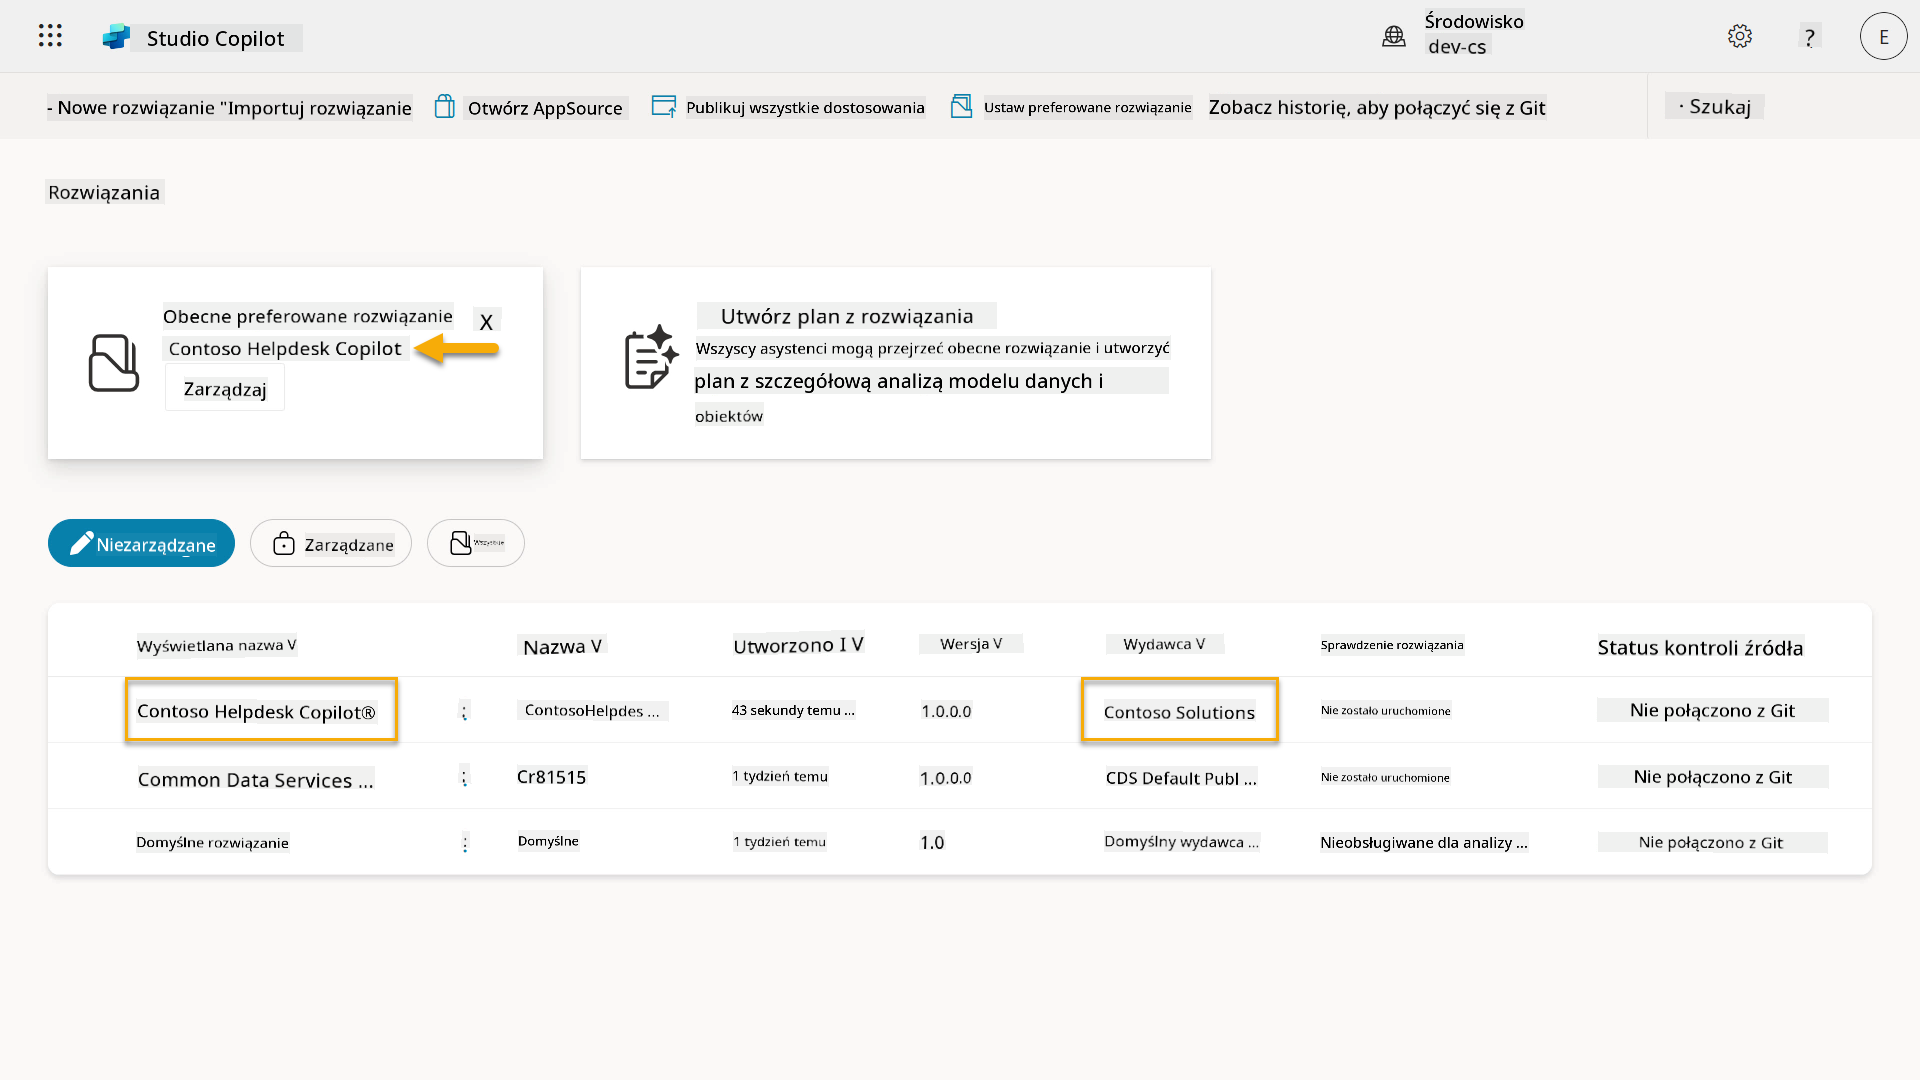 Studio Copilot
Środowisko
dev-cs
?
E
- Nowe rozwiązanie "Importuj rozwiązanie
Otwórz AppSource
Publikuj wszystkie dostosowania
Ustaw preferowane rozwiązanie
Zobacz historię, aby połączyć się z Git
· Szukaj
Rozwiązania
Obecne preferowane rozwiązanie
X
Contoso Helpdesk Copilot
Zarządzaj
Utwórz plan z rozwiązania
Wszyscy asystenci mogą przejrzeć obecne rozwiązanie i utworzyć
plan z szczegółową analizą modelu danych i
obiektów
Niezarządzane
Zarządzane
Wszystkie
Wyświetlana nazwa V
Nazwa V
Utworzono I V
Wersja V
Wydawca V
Sprawdzenie rozwiązania
Status kontroli źródła
Contoso Helpdesk Copilot®
ContosoHelpdes ...
43 sekundy temu ...
1.0.0.0
Contoso Solutions
Nie zostało uruchomione
Nie połączono z Git
Common Data Services ...
Cr81515
1 tydzień temu
1.0.0.0
CDS Default Publ ...
Nie zostało uruchomione
Nie połączono z Git
Domyślne rozwiązanie
Domyślne
1 tydzień temu
1.0
Domyślny wydawca ...
Nieobsługiwane dla analizy ...
Nie połączono z Git